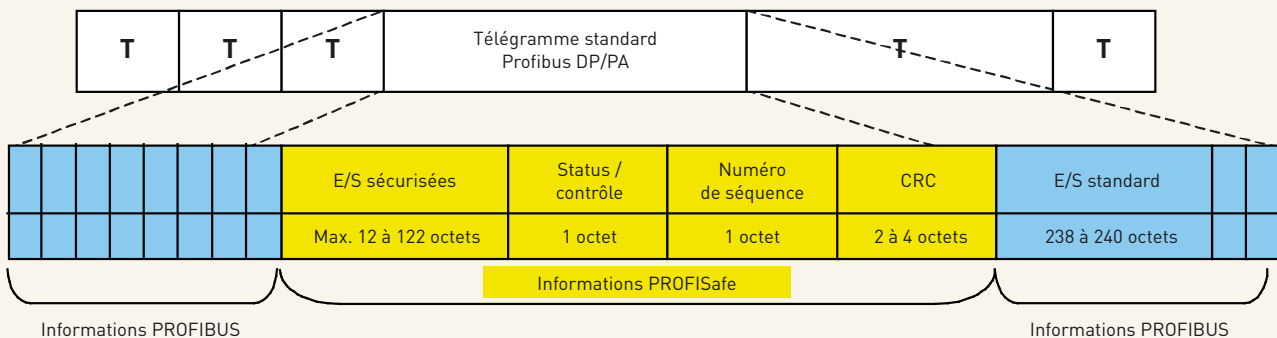 T T T Télégramme standard T T
Profibus DP/PA
E/S sécurisées Status / Numéro CRC E/S standard
contrôle de séquence
Max. 12 à 122 octets 1 octet 1 octet 2 à 4 octets 238 à 240 octets
Informations PROFISafe
Informations PROFIBUS Informations PROFIBUS